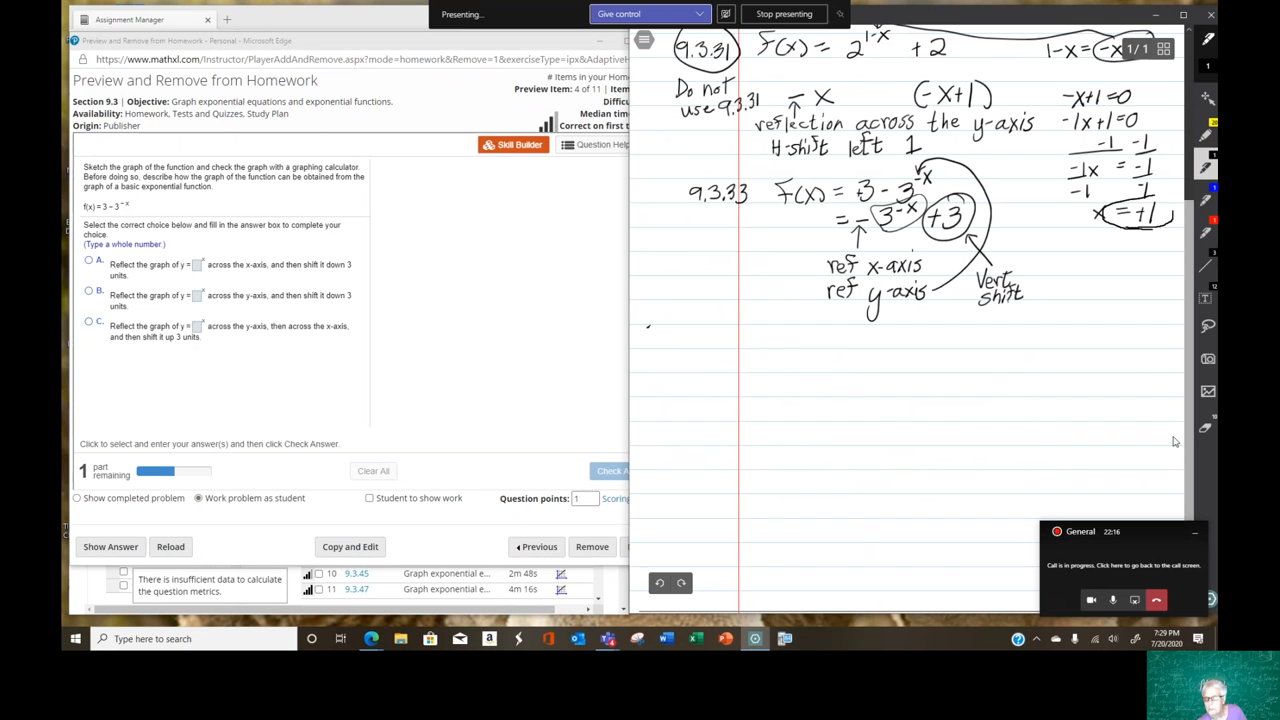 Presenting...
Give control
Stop presenting
Assignment Manager
Preview and Remove from Homework - Personal - Microsoft Edge
https://www.mathxl.com/Instructor/PlayerAddAndRemove.aspx?mode=homework&Remove=1&exerciseType=ipx&Adaptive
Preview and Remove from Homework
# Items in your Home
Preview Item: 4 of 11
Section 9.3 | Objective: Graph exponential equations and exponential functions.
Availability: Homework, Tests and Quizzes, Study Plan
Origin: Publisher
Difficu
Median time
Correct on first t
Skill Builder
Question Help
Sketch the graph of the function and check the graph with a graphing calculator.
Before doing so, describe how the graph of the function can be obtained from the
graph of a basic exponential function.
f(x) = 3 − 3⁻ˣ
Select the correct choice below and fill in the answer box to complete your
choice.
(Type a whole number.)
A. Reflect the graph of y = ˣ across the x-axis, and then shift it down 3
units.
B. Reflect the graph of y = ˣ across the y-axis, and then shift it down 3
units.
C. Reflect the graph of y = ˣ across the y-axis, then across the x-axis,
and then shift it up 3 units.
Click to select and enter your answer(s) and then click Check Answer.
1 part
remaining
Clear All
Check A
Show completed problem
Work problem as student
Student to show work
Question points: 1
Scoring
Show Answer
Reload
Copy and Edit
Previous
Remove
There is insufficient data to calculate
the question metrics.
10 9.3.45 Graph exponential e... 2m 48s
11 9.3.47 Graph exponential e... 4m 16s
9.3.31 F(x) = 2¹⁻ˣ + 2
1-x = -x
1/1
Do not
use 9.3.31
- x (-x+1)
reflection across the y-axis
H-shift left 1
-x+1=0
-1x+1=0
-1 -1
-1x = -1
-1 -1
x = +1
9.3.33 F(x) = 3 - 3⁻ˣ
= - 3⁻ˣ +3
ref x-axis
ref y-axis
Vert
shift
General 22:16
Call is in progress. Click here to go back to the call screen.
Type here to search
7:29 PM
7/20/2020